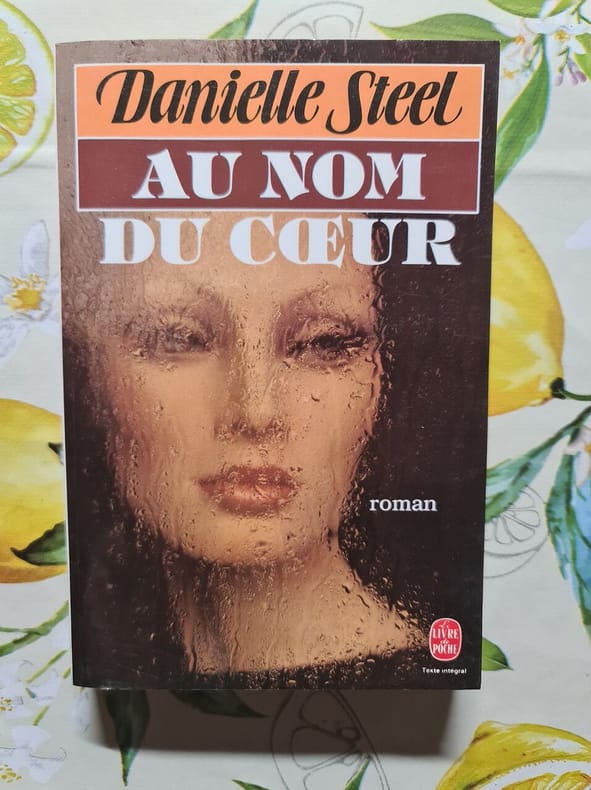 Danielle Steel
AU NOM
DU CŒUR
roman
Le
LIVRE
de
POCHE
Texte intégral